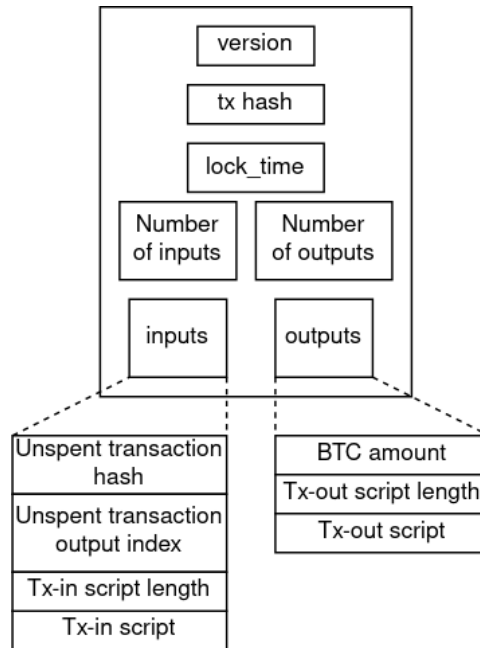 version
tx hash
lock_time
Number
of inputs
Number
of outputs
inputs
outputs
Unspent transaction
hash
Unspent transaction
output index
Tx-in script length
Tx-in script
BTC amount
Tx-out script length
Tx-out script